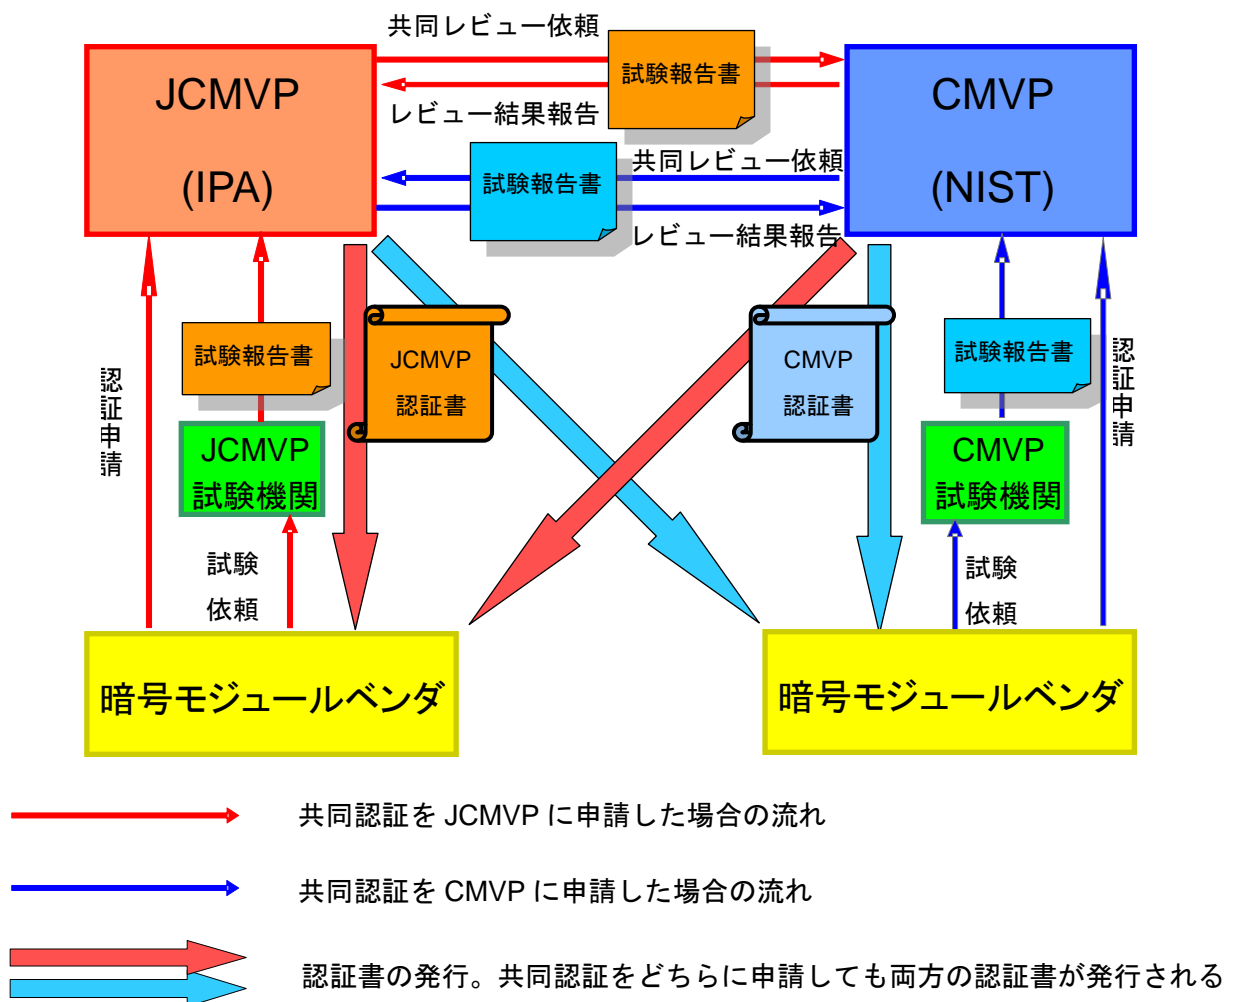 共同レビュー依頼
試験報告書
JCMVP
(IPA)
CMVP
(NIST)
レビュー結果報告
共同レビュー依頼
試験報告書
レビュー結果報告
認証申請
試験報告書
JCMVP
認証書
CMVP
認証書
試験報告書
認証申請
JCMVP
試験機関
CMVP
試験機関
試験
依頼
試験
依頼
暗号モジュールベンダ
暗号モジュールベンダ
共同認証を JCMVP に申請した場合の流れ
共同認証を CMVP に申請した場合の流れ
認証書の発行。共同認証をどちらに申請しても両方の認証書が発行される